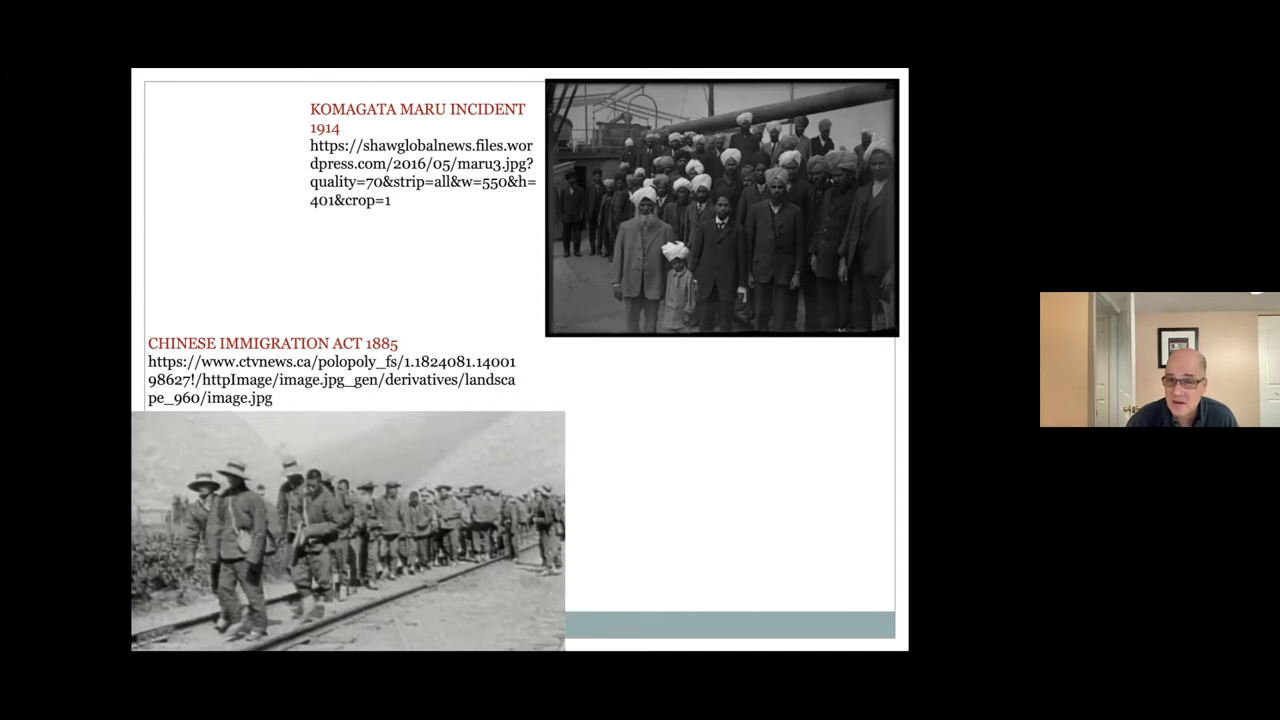 KOMAGATA MARU INCIDENT
1914
https://shawglobalnews.files.wor
dpress.com/2016/05/maru3.jpg?
quality=70&strip=all&w=550&h=
401&crop=1
CHINESE IMMIGRATION ACT 1885
https://www.ctvnews.ca/polopoly_fs/1.1824081.14001
98627!/httpImage/image.jpg_gen/derivatives/landsca
pe_960/image.jpg